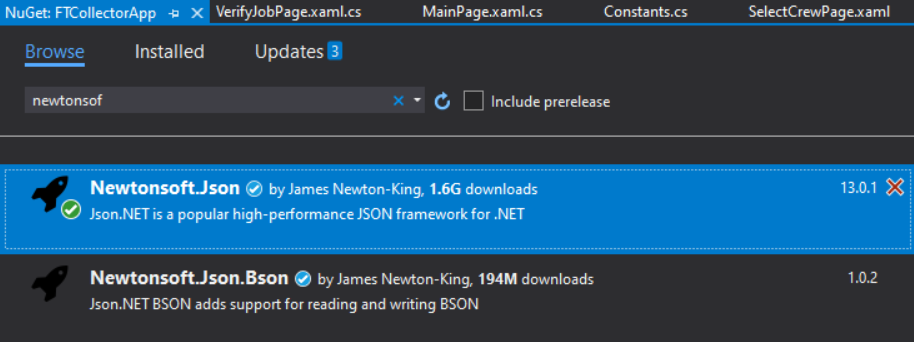 NuGet: FTCollectorApp VerifyJobPage.xaml.cs MainPage.xaml.cs Constants.cs SelectCrewPage.xaml
Browse Installed Updates 3
newtonsof Include prerelease
Newtonsoft.Json by James Newton-King, 1.6G downloads 13.0.1
Json.NET is a popular high-performance JSON framework for .NET
Newtonsoft.Json.Bson by James Newton-King, 194M downloads 1.0.2
Json.NET BSON adds support for reading and writing BSON